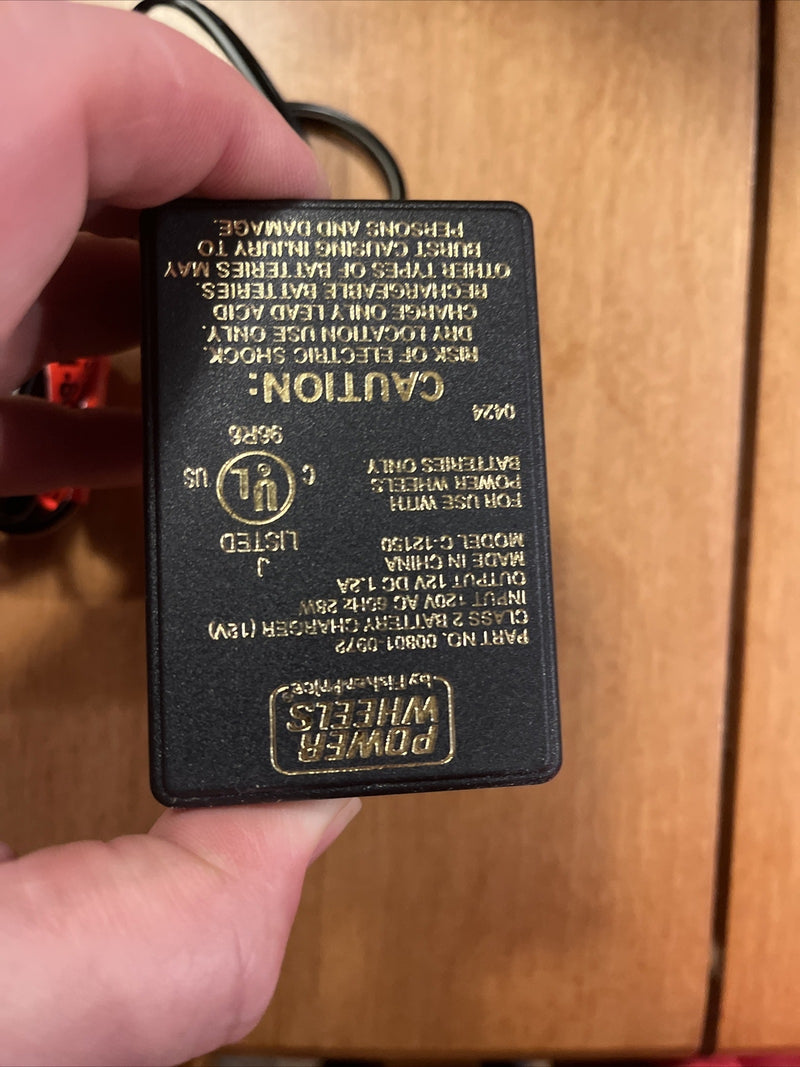 POWER
WHEELS
by Fisher-Price®
PART NO. 00801-0972
CLASS 2 BATTERY CHARGER (12V)
INPUT 120V AC 60Hz 28W
OUTPUT 12V DC 1.2A
MADE IN CHINA
MODEL C-12150
FOR USE WITH
POWER WHEELS
BATTERIES ONLY
J
LISTED
C UL US
96R6
0424
CAUTION:
RISK OF ELECTRIC SHOCK.
DRY LOCATION USE ONLY.
CHARGE ONLY LEAD ACID
RECHARGEABLE BATTERIES.
OTHER TYPES OF BATTERIES MAY
BURST CAUSING INJURY TO
PERSONS AND DAMAGE.